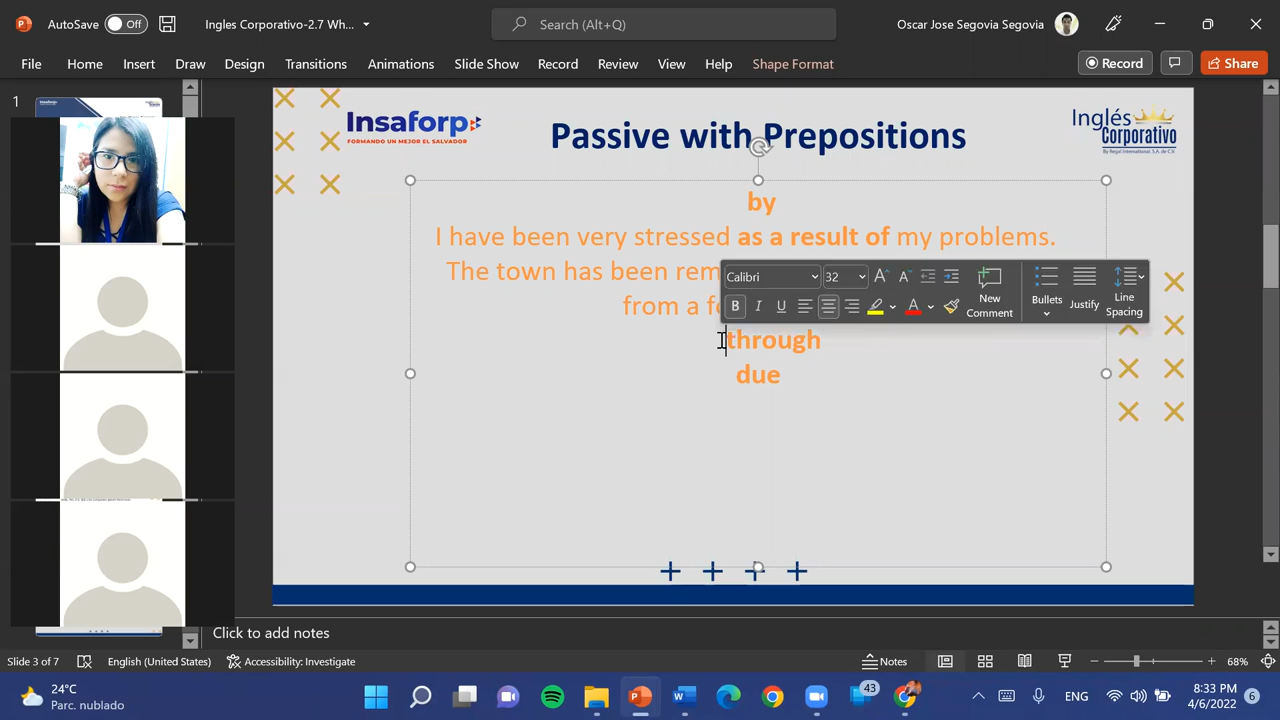 AutoSave Off Ingles Corporativo-2.7 Wh... Search (Alt+Q) Oscar Jose Segovia Segovia
File Home Insert Draw Design Transitions Animations Slide Show Record Review View Help Shape Format Record Share
1
Insaforp
FORMANDO UN MEJOR EL SALVADOR
Passive with Prepositions
Inglés
Corporativo
By Regal International, S.A. de C.V.
by
I have been very stressed as a result of my problems.
The town has been rem
from a fo
Calibri 32
B I U A New Comment Bullets Justify Line Spacing
through
due
Click to add notes
Slide 3 of 7 English (United States) Accessibility: Investigate Notes 68%
24°C
Parc. nublado
43
ENG
8:33 PM
4/6/2022
6